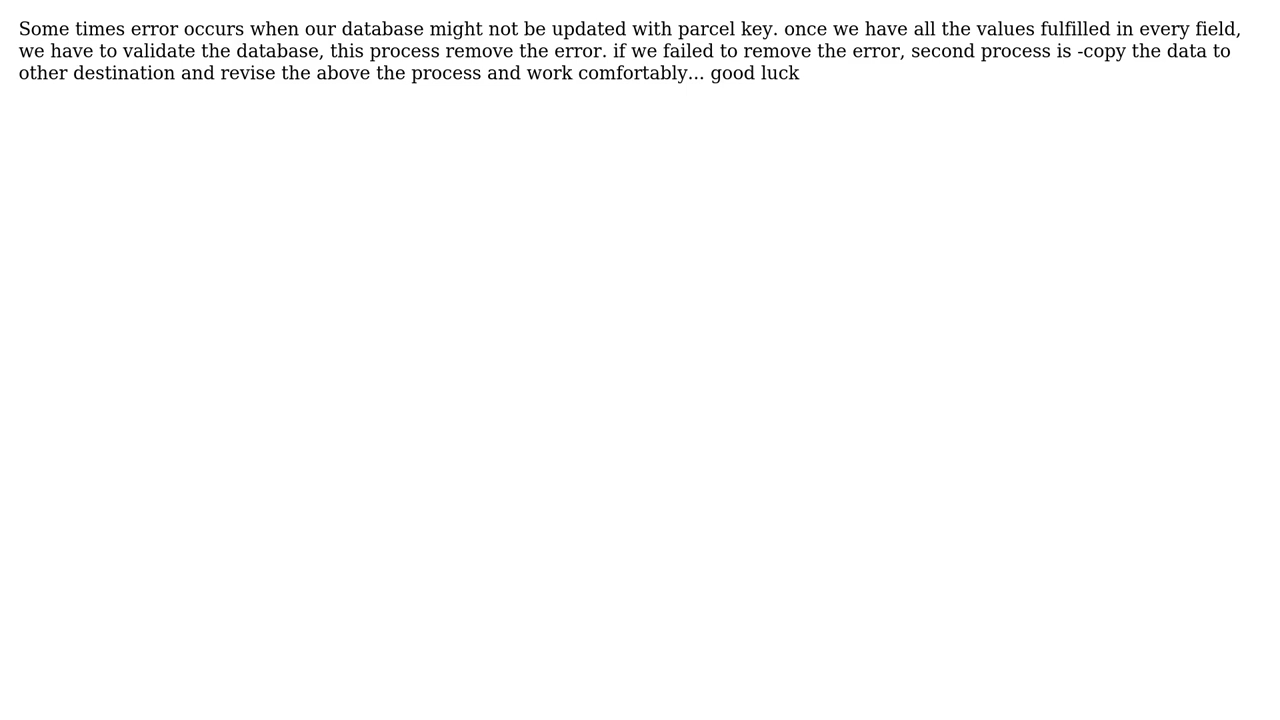 Some times error occurs when our database might not be updated with parcel key. once we have all the values fulfilled in every field,
we have to validate the database, this process remove the error. if we failed to remove the error, second process is -copy the data to
other destination and revise the above the process and work comfortably... good luck